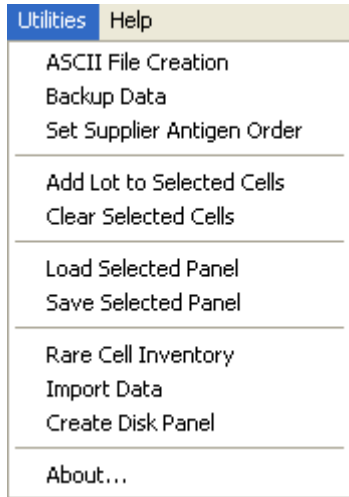 Utilities Help
ASCII File Creation
Backup Data
Set Supplier Antigen Order
Add Lot to Selected Cells
Clear Selected Cells
Load Selected Panel
Save Selected Panel
Rare Cell Inventory
Import Data
Create Disk Panel
About...